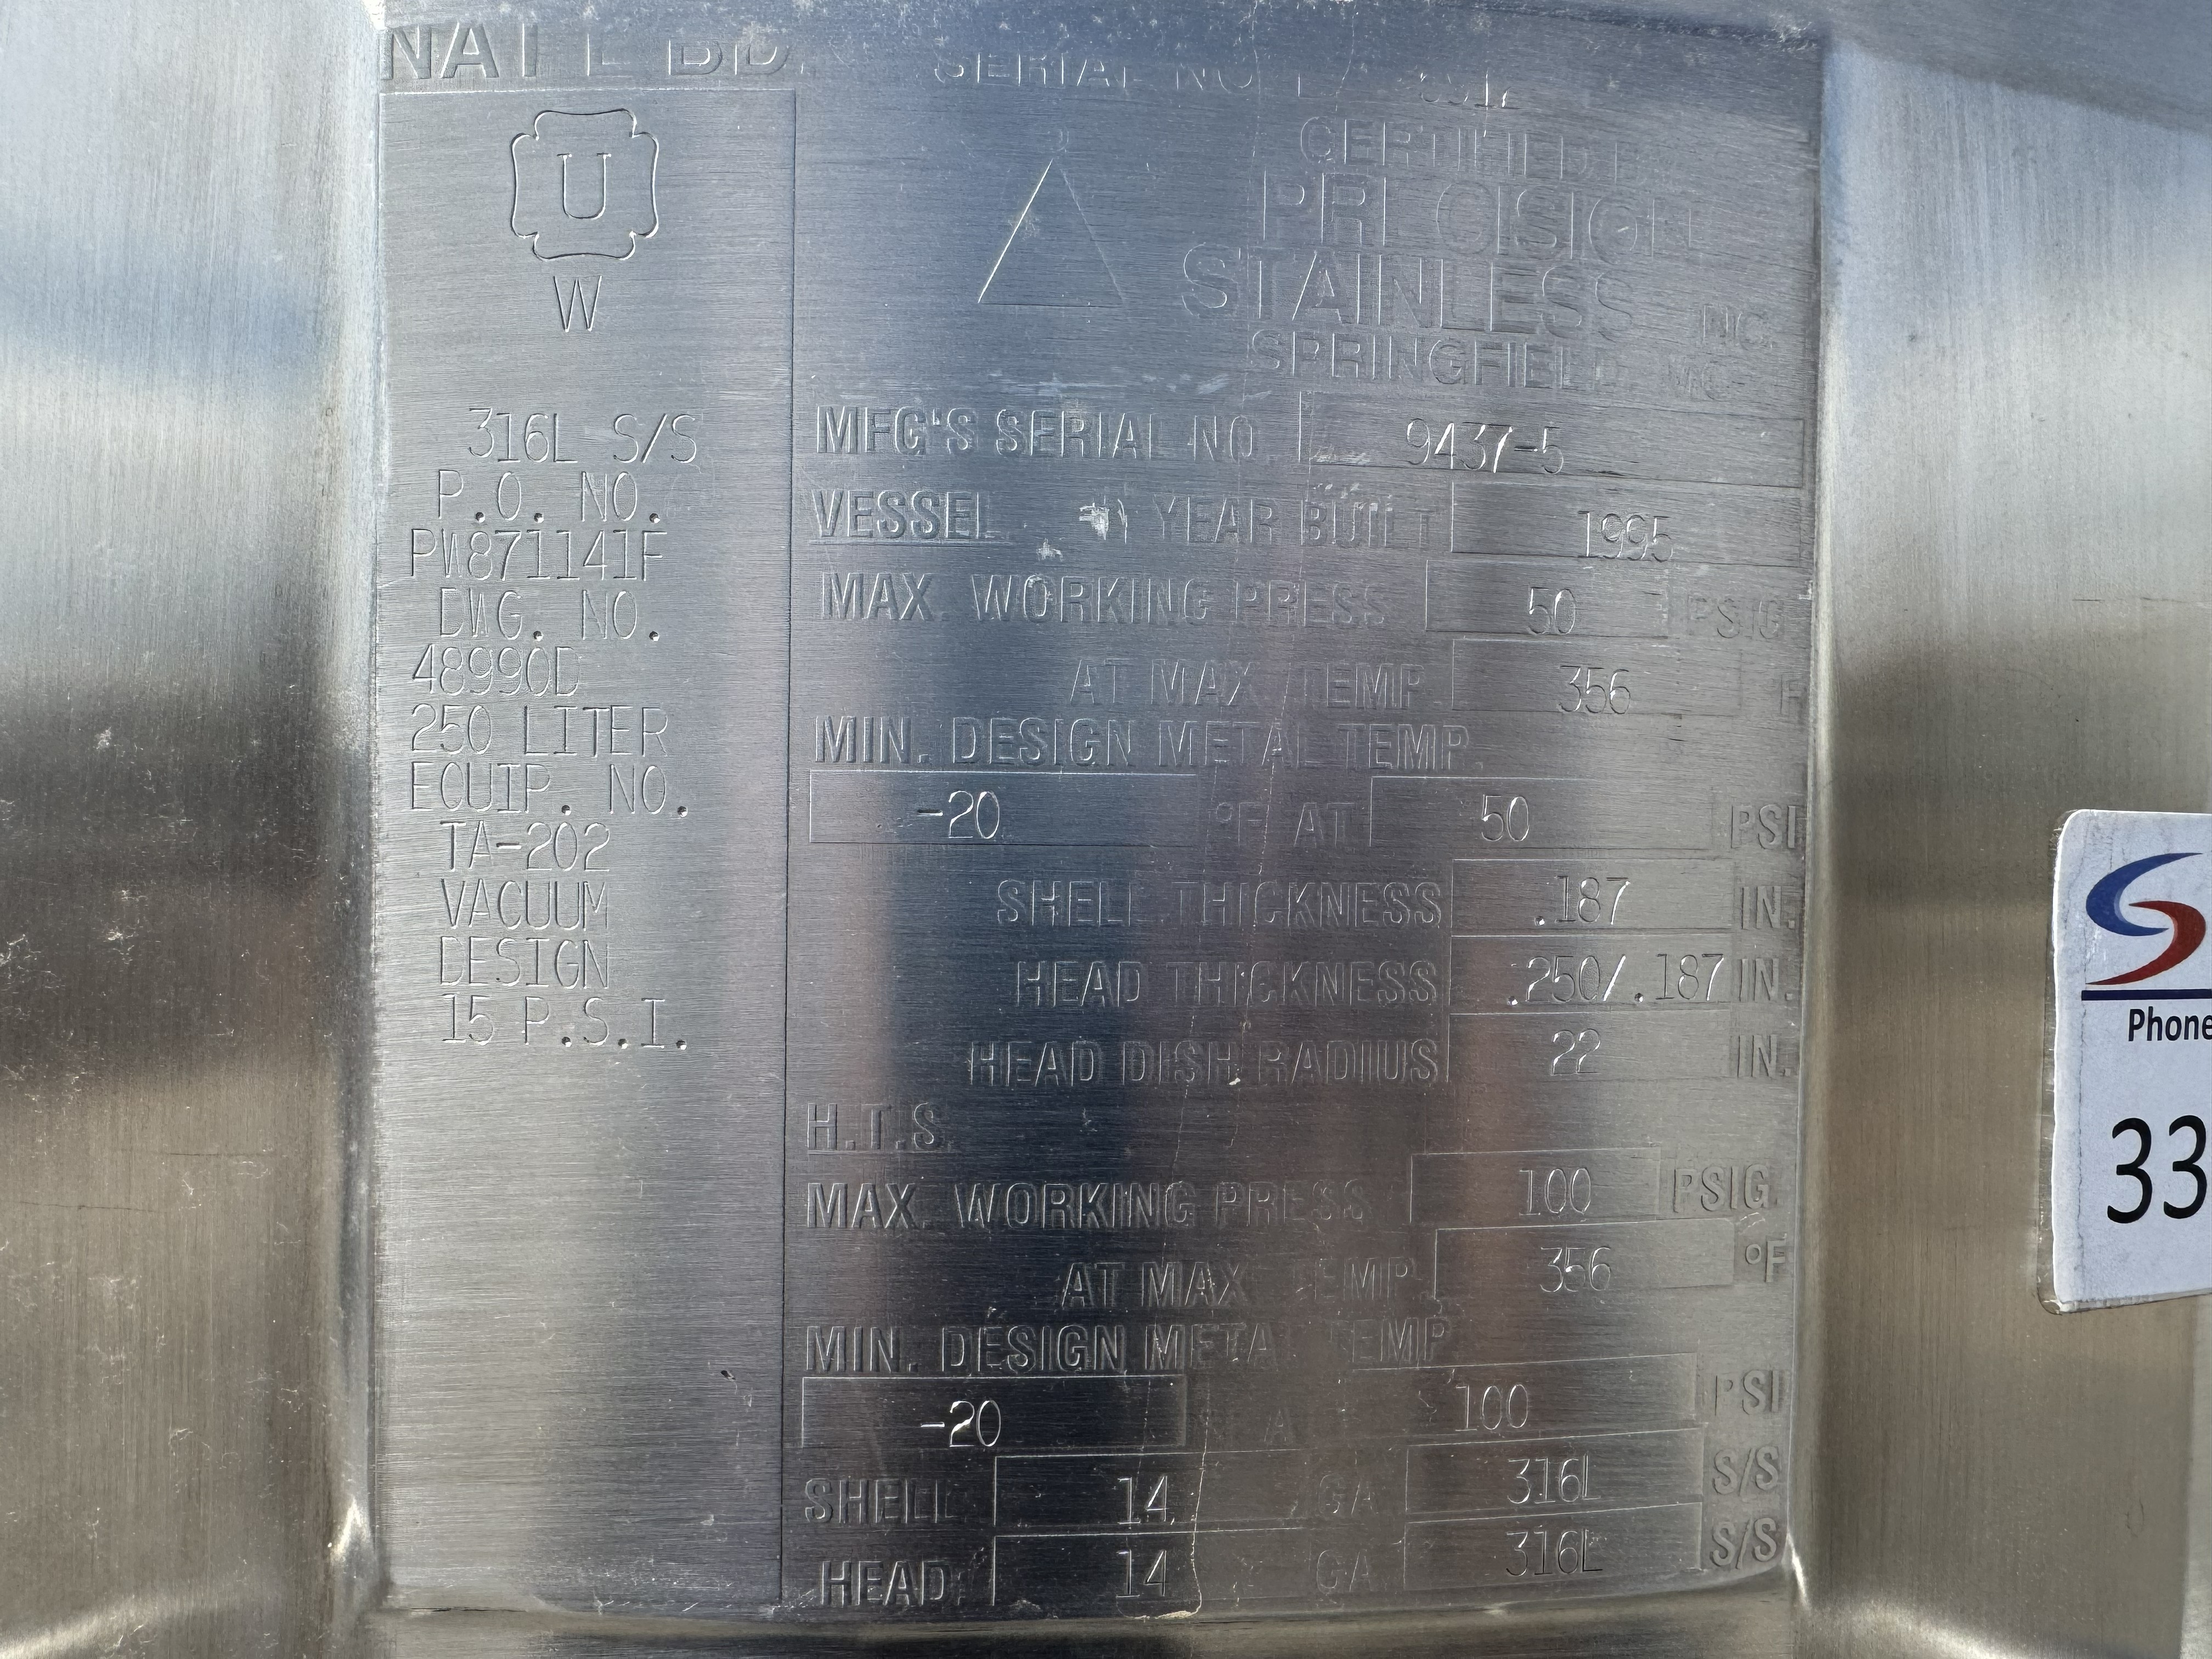 NAT'L BD. SERIAL NO.
U
W
316L S/S
P.O. NO.
PW871141F
DWG. NO.
48990D
250 LITER
EQUIP. NO.
TA-202
VACUUM
DESIGN
15 P.S.I.
CERTIFIED BY
PRECISION
STAINLESS INC.
SPRINGFIELD, MO.
MFG'S SERIAL NO. 9437-5
VESSEL YEAR BUILT 1995
MAX. WORKING PRESS 50 PSIG
AT MAX. TEMP. 356 F
MIN. DESIGN METAL TEMP.
-20 °F AT 50 PSI
SHELL THICKNESS .187 IN.
HEAD THICKNESS .250/.187 IN.
HEAD DISH RADIUS 22 IN.
H.T.S.
MAX. WORKING PRESS 100 PSIG.
AT MAX. TEMP. 356 °F
MIN. DESIGN METAL TEMP
-20 100 PSI
SHELL 14 GA 316L S/S
HEAD 14 GA 316L S/S
Phone
33